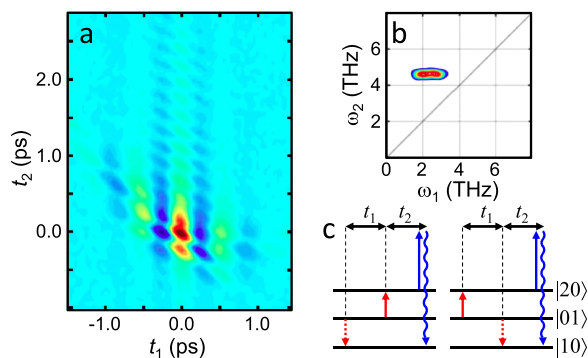 a
2.0
1.0
0.0
t₂ (ps)
-1.0
0.0
1.0
t₁ (ps)
b
8
6
4
2
ω₂ (THz)
0
2
4
6
ω₁ (THz)
c
t₁ t₂ t₁ t₂
|20⟩
|01⟩
|10⟩